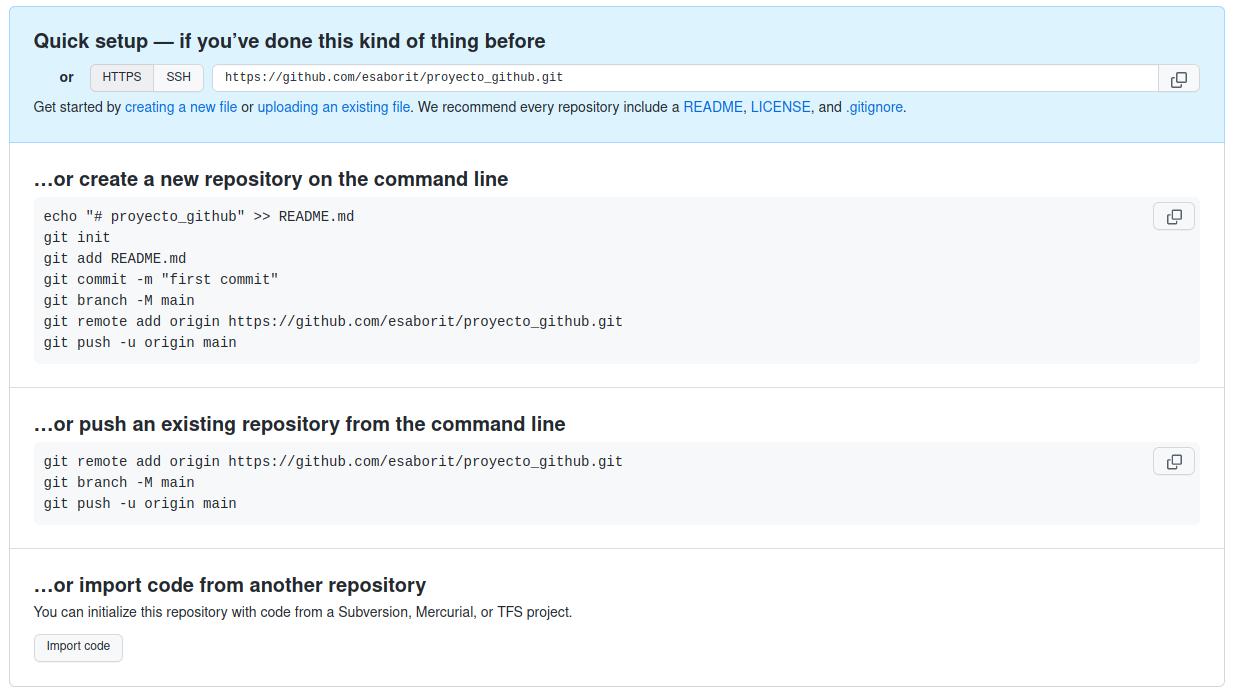 Quick setup — if you’ve done this kind of thing before
or HTTPS SSH https://github.com/esaborit/proyecto_github.git
Get started by creating a new file or uploading an existing file. We recommend every repository include a README, LICENSE, and .gitignore.
…or create a new repository on the command line
echo "# proyecto_github" >> README.md
git init
git add README.md
git commit -m "first commit"
git branch -M main
git remote add origin https://github.com/esaborit/proyecto_github.git
git push -u origin main
…or push an existing repository from the command line
git remote add origin https://github.com/esaborit/proyecto_github.git
git branch -M main
git push -u origin main
…or import code from another repository
You can initialize this repository with code from a Subversion, Mercurial, or TFS project.
Import code